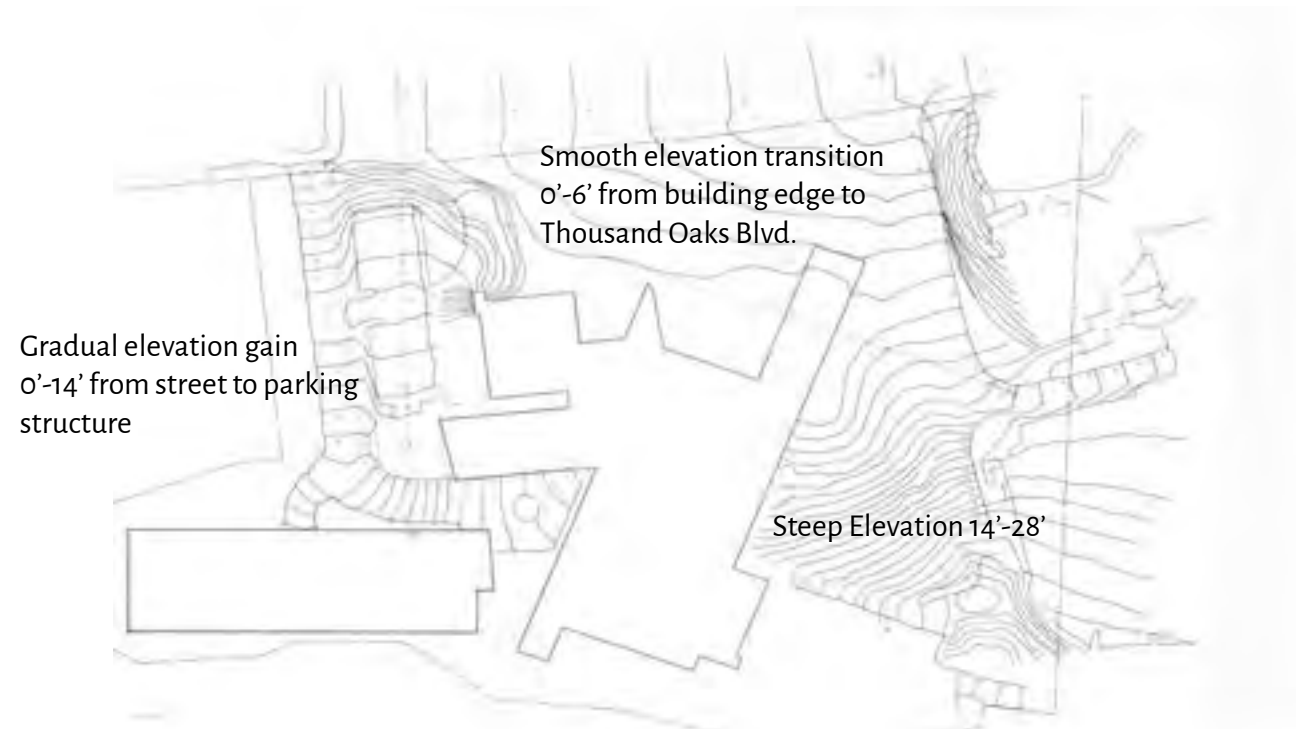 Smooth elevation transition
0’-6’ from building edge to
Thousand Oaks Blvd.
Gradual elevation gain
0’-14’ from street to parking
structure
Steep Elevation 14’-28’